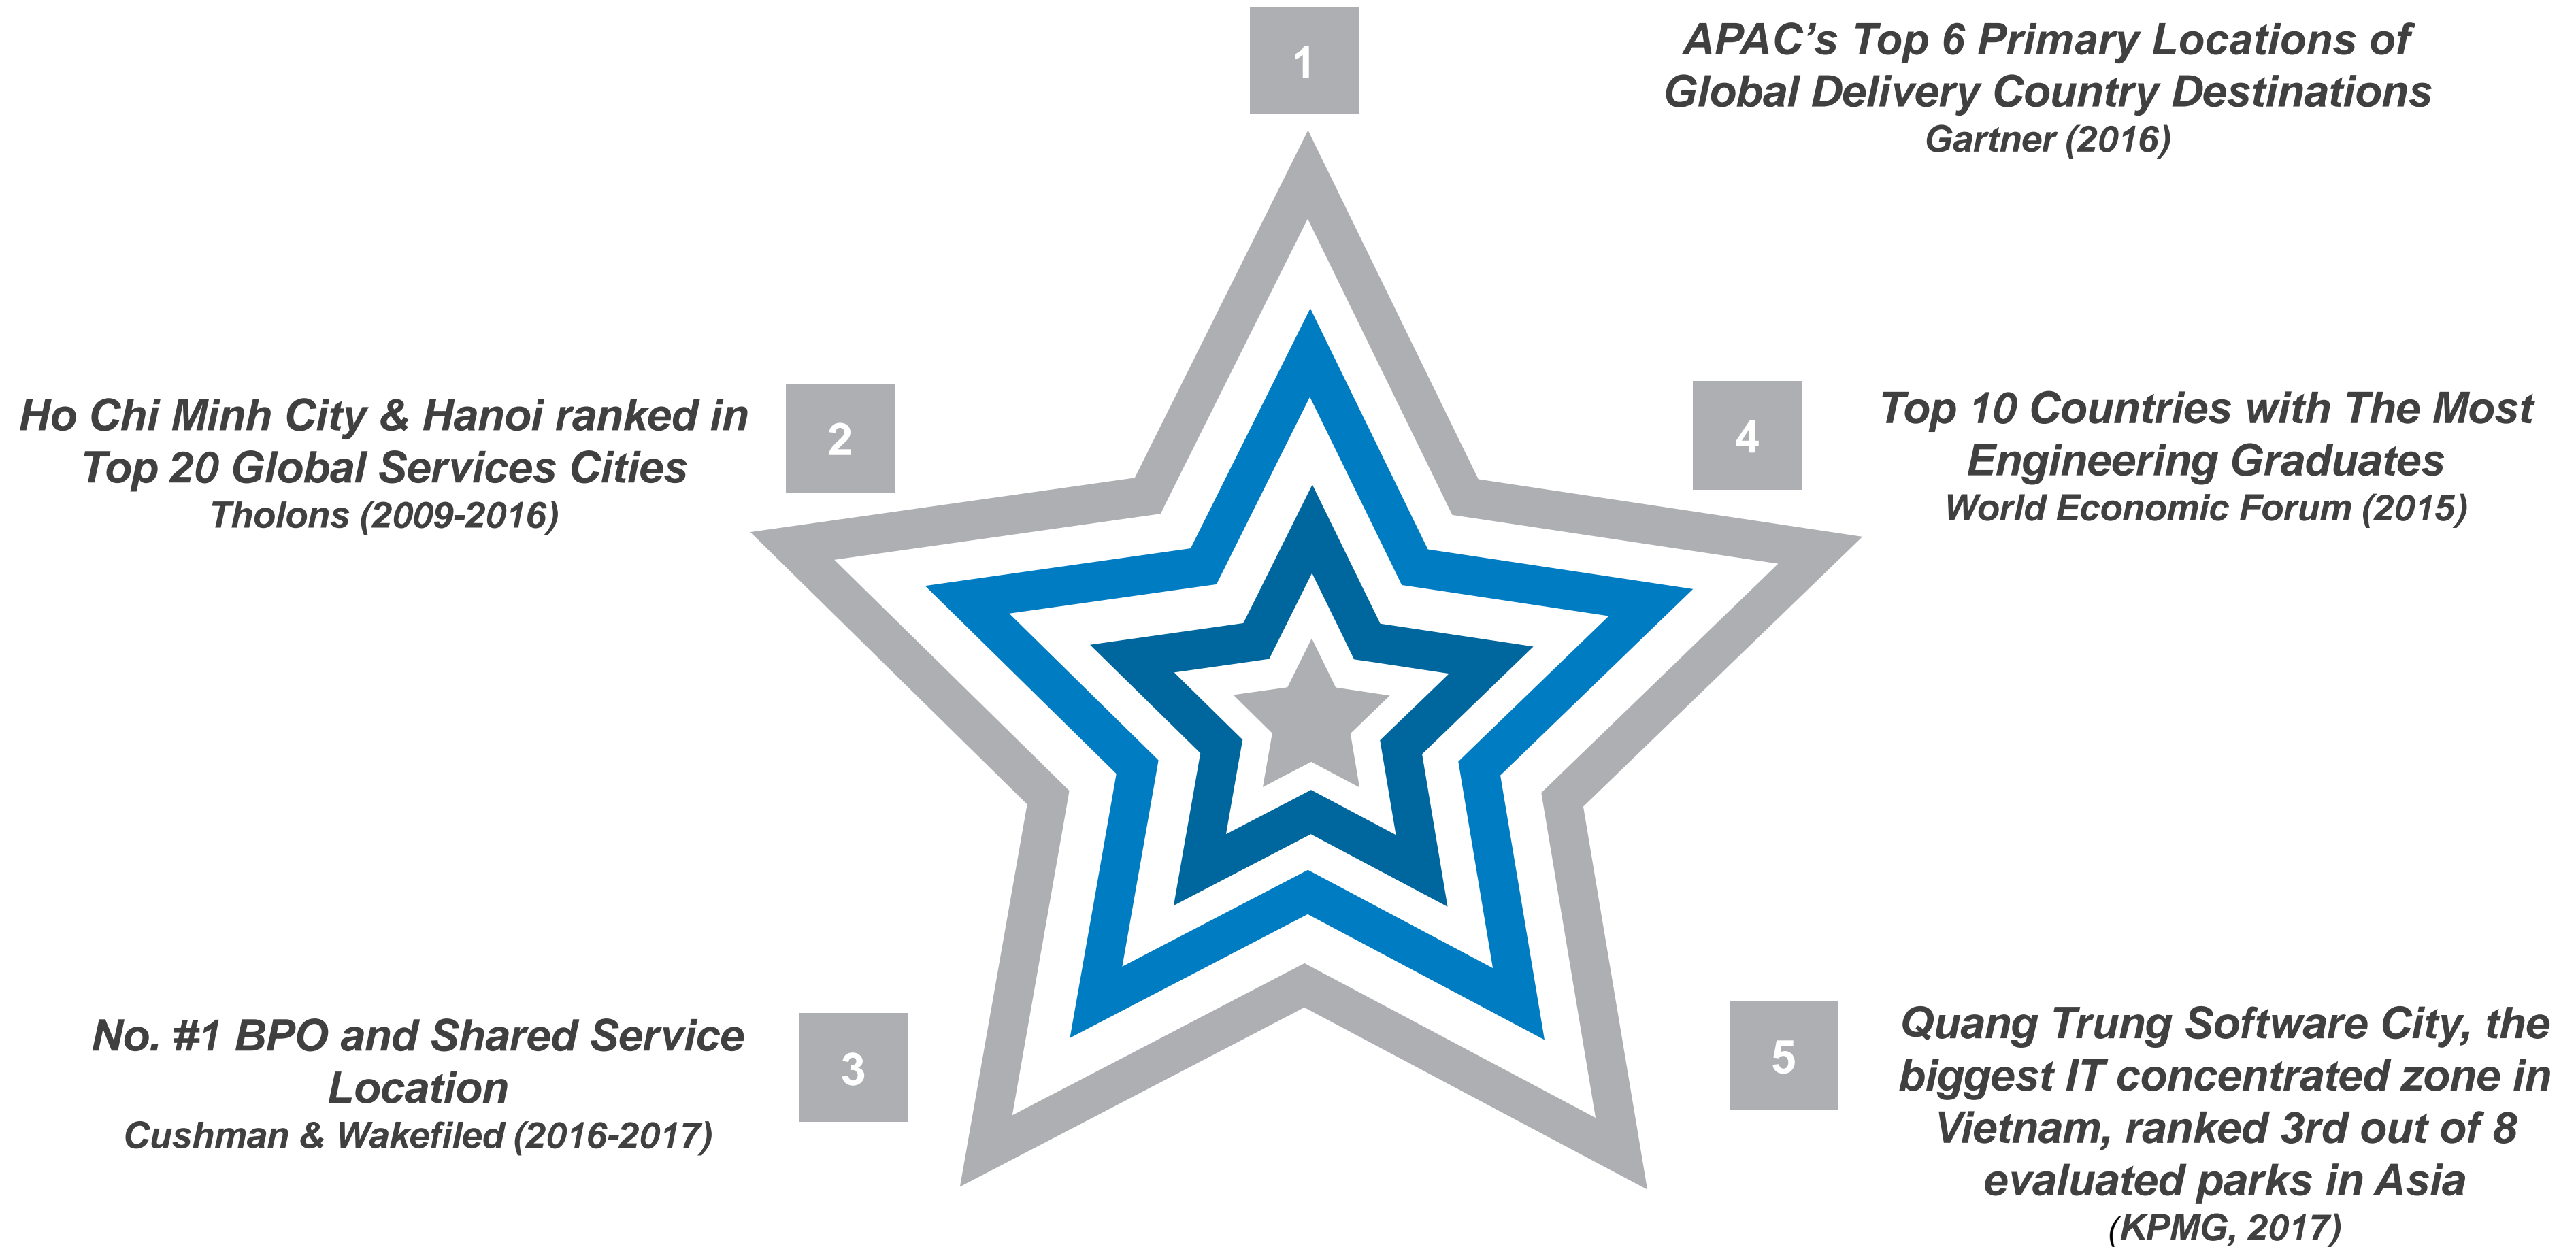 1
APAC’s Top 6 Primary Locations of
Global Delivery Country Destinations
Gartner (2016)
2
Ho Chi Minh City & Hanoi ranked in
Top 20 Global Services Cities
Tholons (2009-2016)
3
No. #1 BPO and Shared Service
Location
Cushman & Wakefiled (2016-2017)
4
Top 10 Countries with The Most
Engineering Graduates
World Economic Forum (2015)
5
Quang Trung Software City, the
biggest IT concentrated zone in
Vietnam, ranked 3rd out of 8
evaluated parks in Asia
(KPMG, 2017)